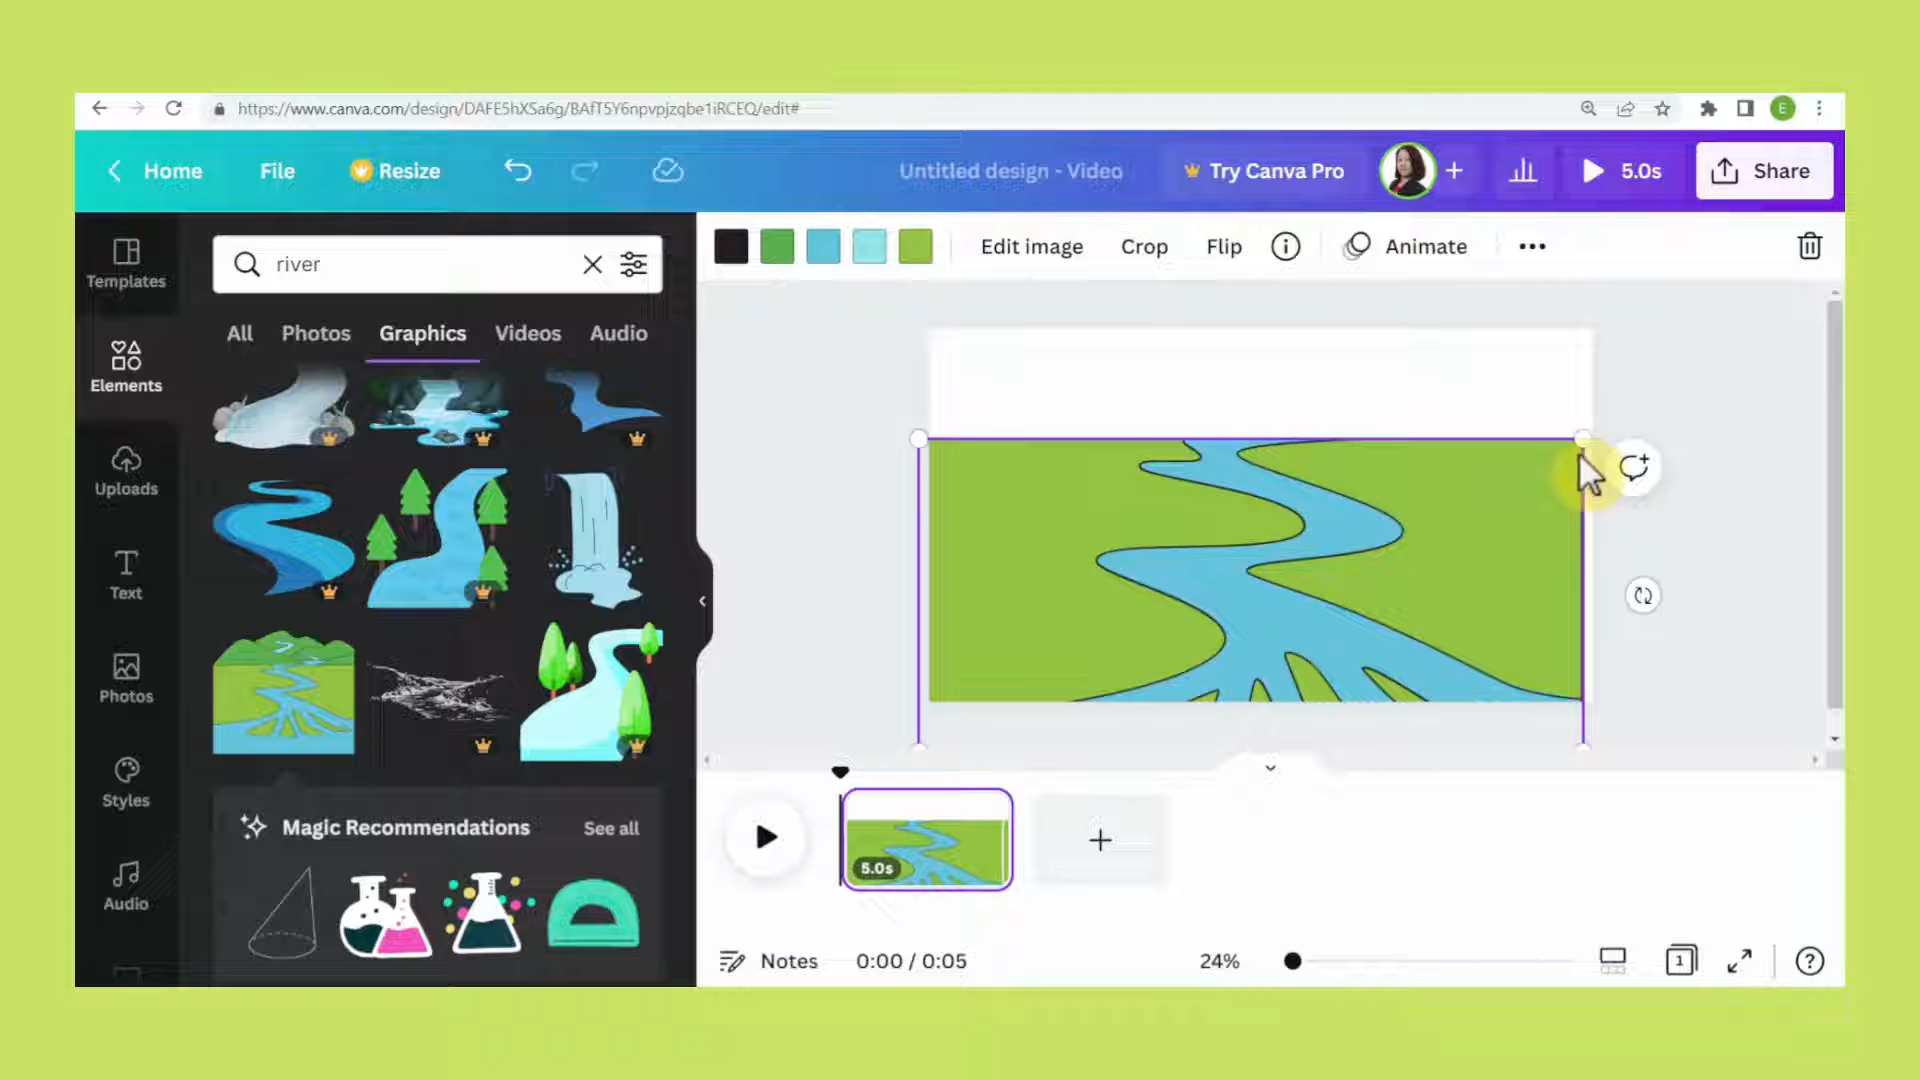 https://www.canva.com/design/DAFE5hXSa6g/BAfT5Y6npvpjzqbe1iRCEQ/edit#
E
Home
File
Resize
Untitled design - Video
Try Canva Pro
+
5.0s
Share
Templates
Elements
Uploads
Text
Photos
Styles
Audio
river
All
Photos
Graphics
Videos
Audio
Magic Recommendations
See all
Edit image
Crop
Flip
Animate
5.0s
Notes
0:00 / 0:05
24%
1